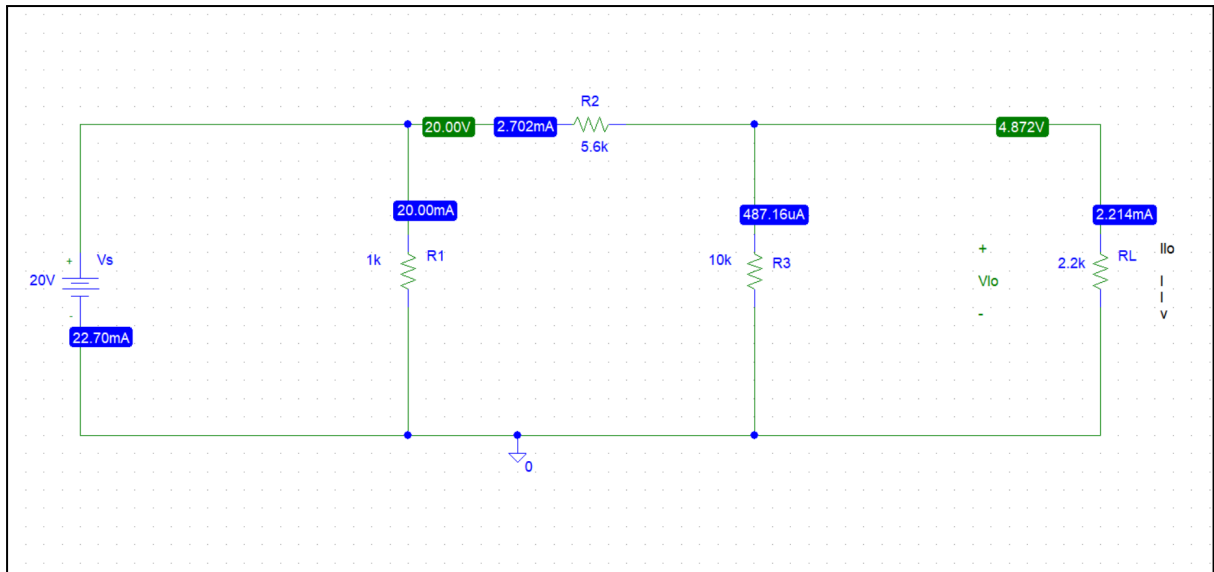 R2
20.00V
2.702mA
4.872V
5.6k
20.00mA
487.16uA
2.214mA
+
Vs
1k
R1
10k
R3
+
2.2k
RL
Ilo
20V
Vlo
I
I
-
-
v
22.70mA
0